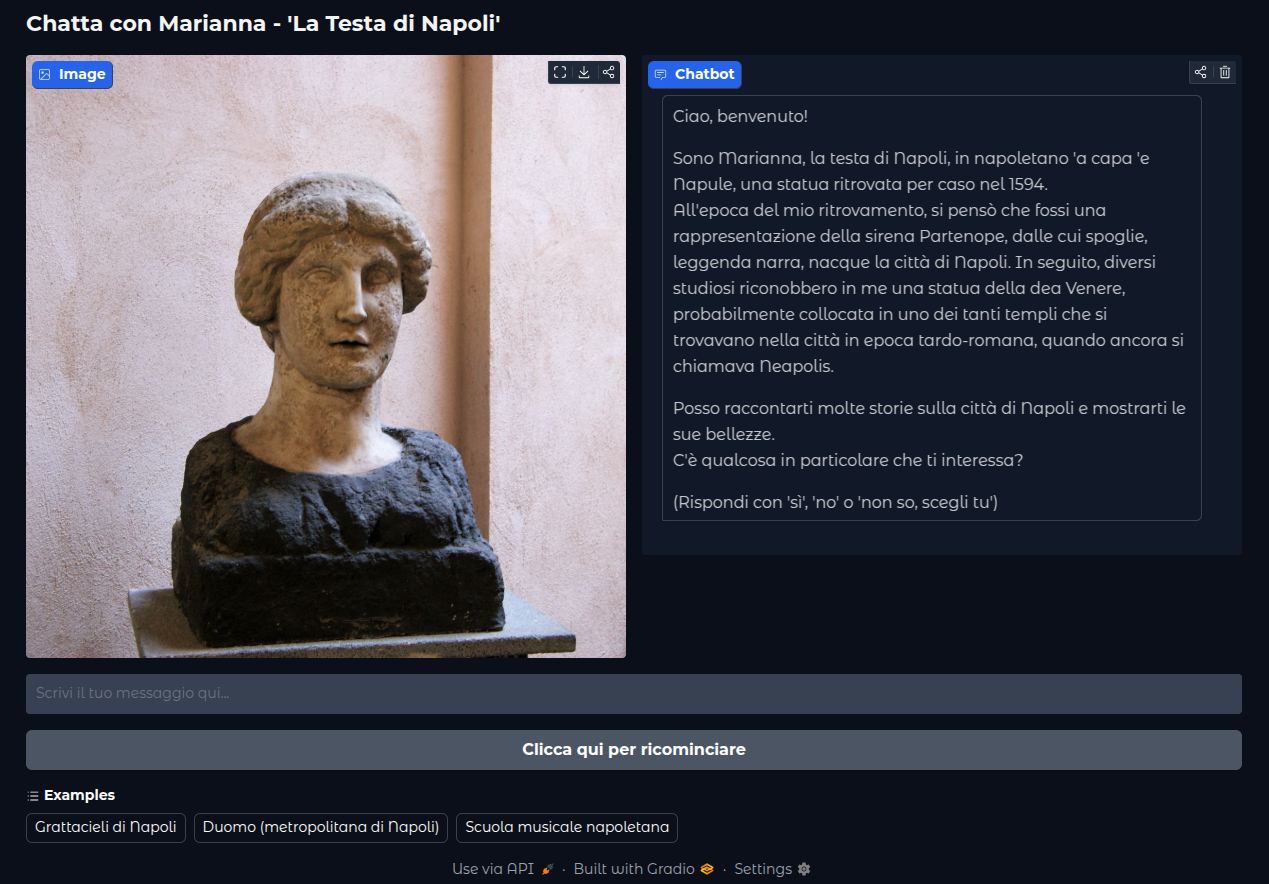 Chatta con Marianna - 'La Testa di Napoli'
Image
Chatbot
Ciao, benvenuto!
Sono Marianna, la testa di Napoli, in napoletano 'a capa 'e
Napule, una statua ritrovata per caso nel 1594.
All'epoca del mio ritrovamento, si pensò che fossi una
rappresentazione della sirena Partenope, dalle cui spoglie,
leggenda narra, nacque la città di Napoli. In seguito, diversi
studiosi riconobbero in me una statua della dea Venere,
probabilmente collocata in uno dei tanti templi che si
trovavano nella città in epoca tardo-romana, quando ancora si
chiamava Neapolis.
Posso raccontarti molte storie sulla città di Napoli e mostrarti le
sue bellezze.
C'è qualcosa in particolare che ti interessa?
(Rispondi con 'sì', 'no' o 'non so, scegli tu')
Scrivi il tuo messaggio qui...
Clicca qui per ricominciare
Examples
Grattacieli di Napoli
Duomo (metropolitana di Napoli)
Scuola musicale napoletana
Use via API · Built with Gradio · Settings